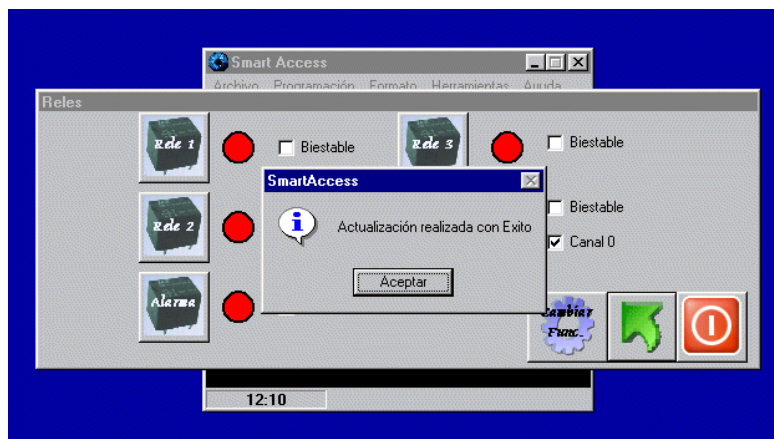 Smart Access
Archivo Programación Formato Herramientas Ayuda
Reles
Rele 1
Biestable
Rele 3
Biestable
SmartAccess
Actualización realizada con Exito
Aceptar
Rele 2
Biestable
Canal 0
Alarma
Cambiar
Func.
12:10